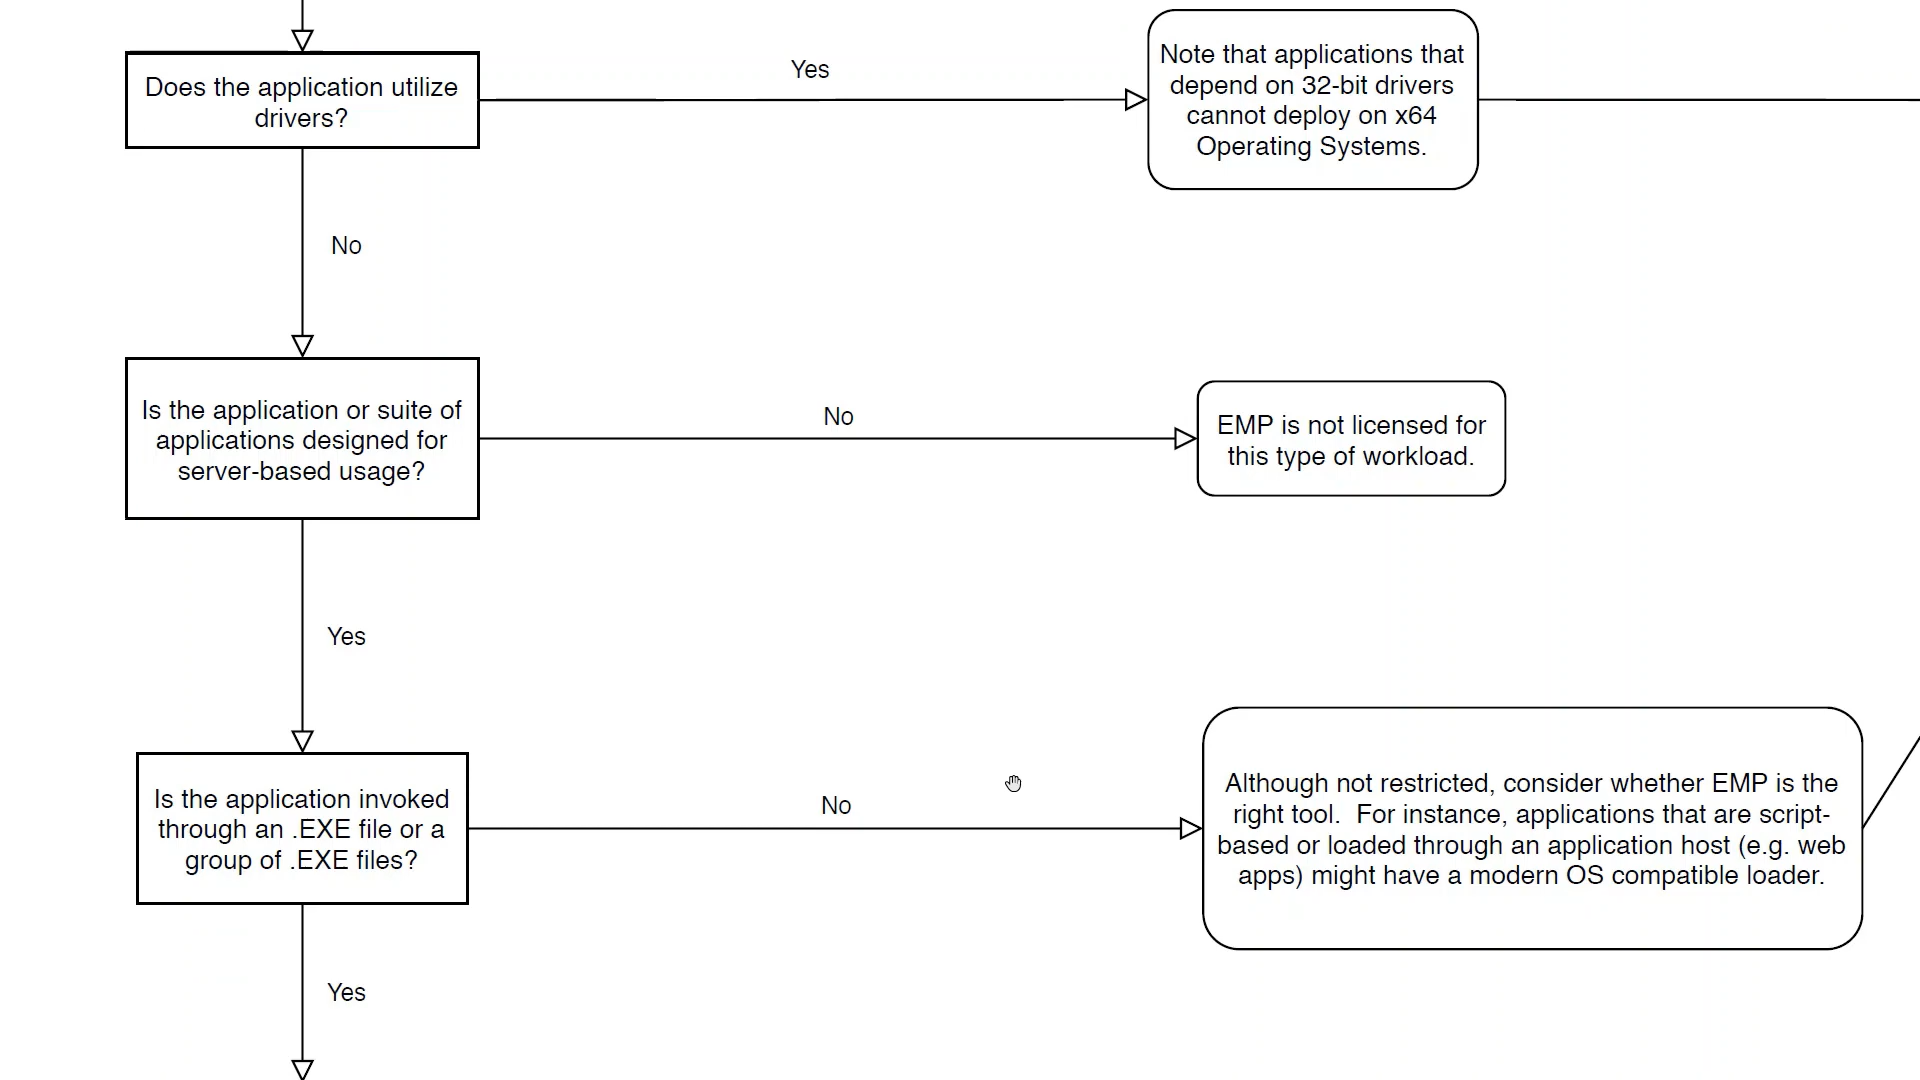 Does the application utilize
drivers?
Yes
Note that applications that
depend on 32-bit drivers
cannot deploy on x64
Operating Systems.
No
Is the application or suite of
applications designed for
server-based usage?
No
EMP is not licensed for
this type of workload.
Yes
Is the application invoked
through an .EXE file or a
group of .EXE files?
No
Although not restricted, consider whether EMP is the
right tool.  For instance, applications that are script-
based or loaded through an application host (e.g. web
apps) might have a modern OS compatible loader.
Yes